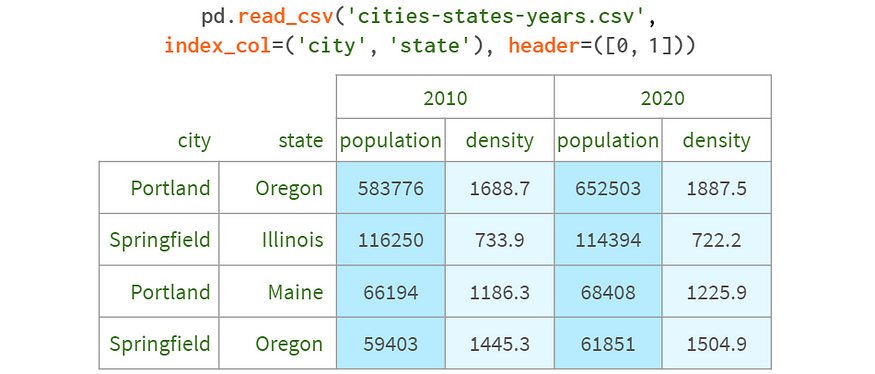 pd.read_csv('cities-states-years.csv',
index_col=('city', 'state'), header=([0, 1]))
2010 2020
city state population density population density
Portland Oregon 583776 1688.7 652503 1887.5
Springfield Illinois 116250 733.9 114394 722.2
Portland Maine 66194 1186.3 68408 1225.9
Springfield Oregon 59403 1445.3 61851 1504.9